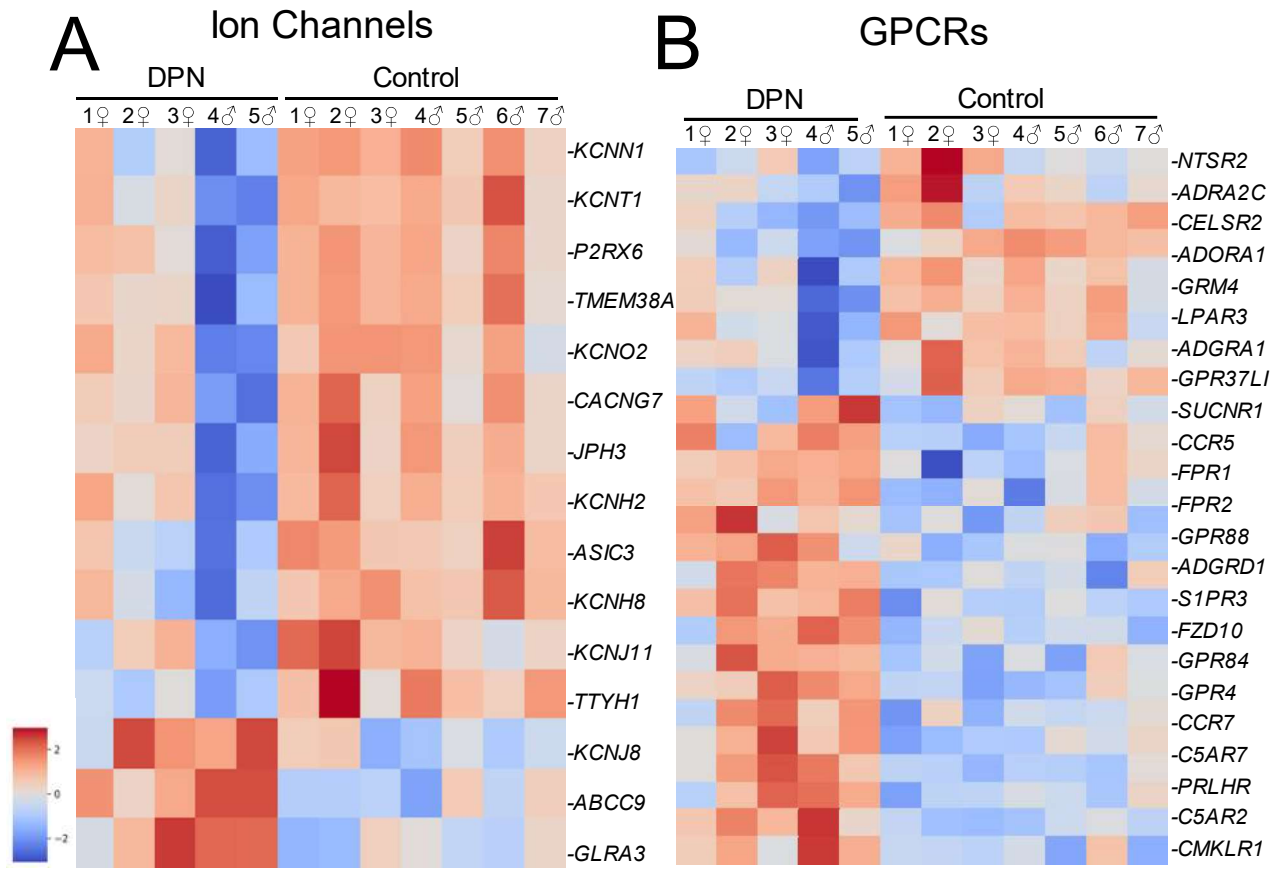 A
Ion Channels
DPN
Control
1♀ 2♀ 3♀ 4♂ 5♂ 1♀ 2♀ 3♀ 4♂ 5♂ 6♂ 7♂
-KCNN1
-KCNT1
-P2RX6
-TMEM38A
-KCNO2
-CACNG7
-JPH3
-KCNH2
-ASIC3
-KCNH8
-KCNJ11
-TTYH1
-KCNJ8
-ABCC9
-GLRA3
2
0
−2
B
GPCRs
DPN
Control
1♀ 2♀ 3♀ 4♂ 5♂ 1♀ 2♀ 3♀ 4♂ 5♂ 6♂ 7♂
-NTSR2
-ADRA2C
-CELSR2
-ADORA1
-GRM4
-LPAR3
-ADGRA1
-GPR37LI
-SUCNR1
-CCR5
-FPR1
-FPR2
-GPR88
-ADGRD1
-S1PR3
-FZD10
-GPR84
-GPR4
-CCR7
-C5AR7
-PRLHR
-C5AR2
-CMKLR1